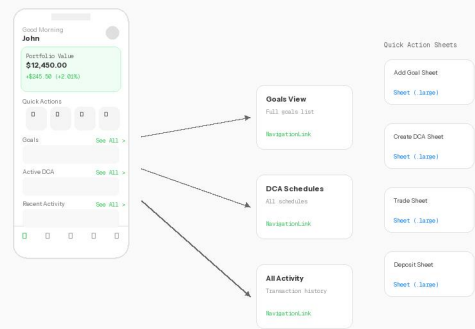 Good Morning
John
Portfolio Value
$12,450.00
+$245.50 (+2.01%)
Quick Actions
Goals
See All >
Active DCA
See All >
Recent Activity
See All >
Goals View
Full goals list
NavigationLink
DCA Schedules
All schedules
NavigationLink
All Activity
Transaction history
NavigationLink
Quick Action Sheets
Add Goal Sheet
Sheet (.large)
Create DCA Sheet
Sheet (.large)
Trade Sheet
Sheet (.large)
Deposit Sheet
Sheet (.large)